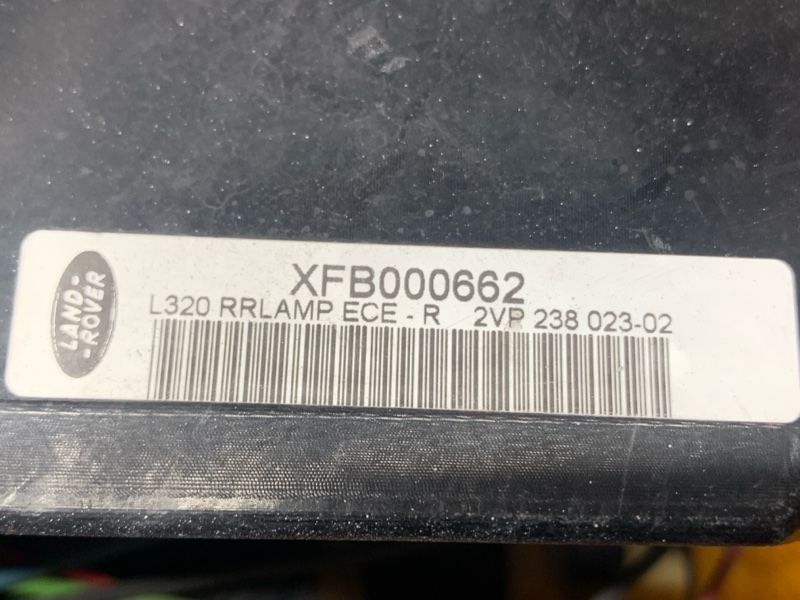 LAND-
-ROVER
XFB000662
L320 RRLAMP ECE - R 2VP 238 023-02